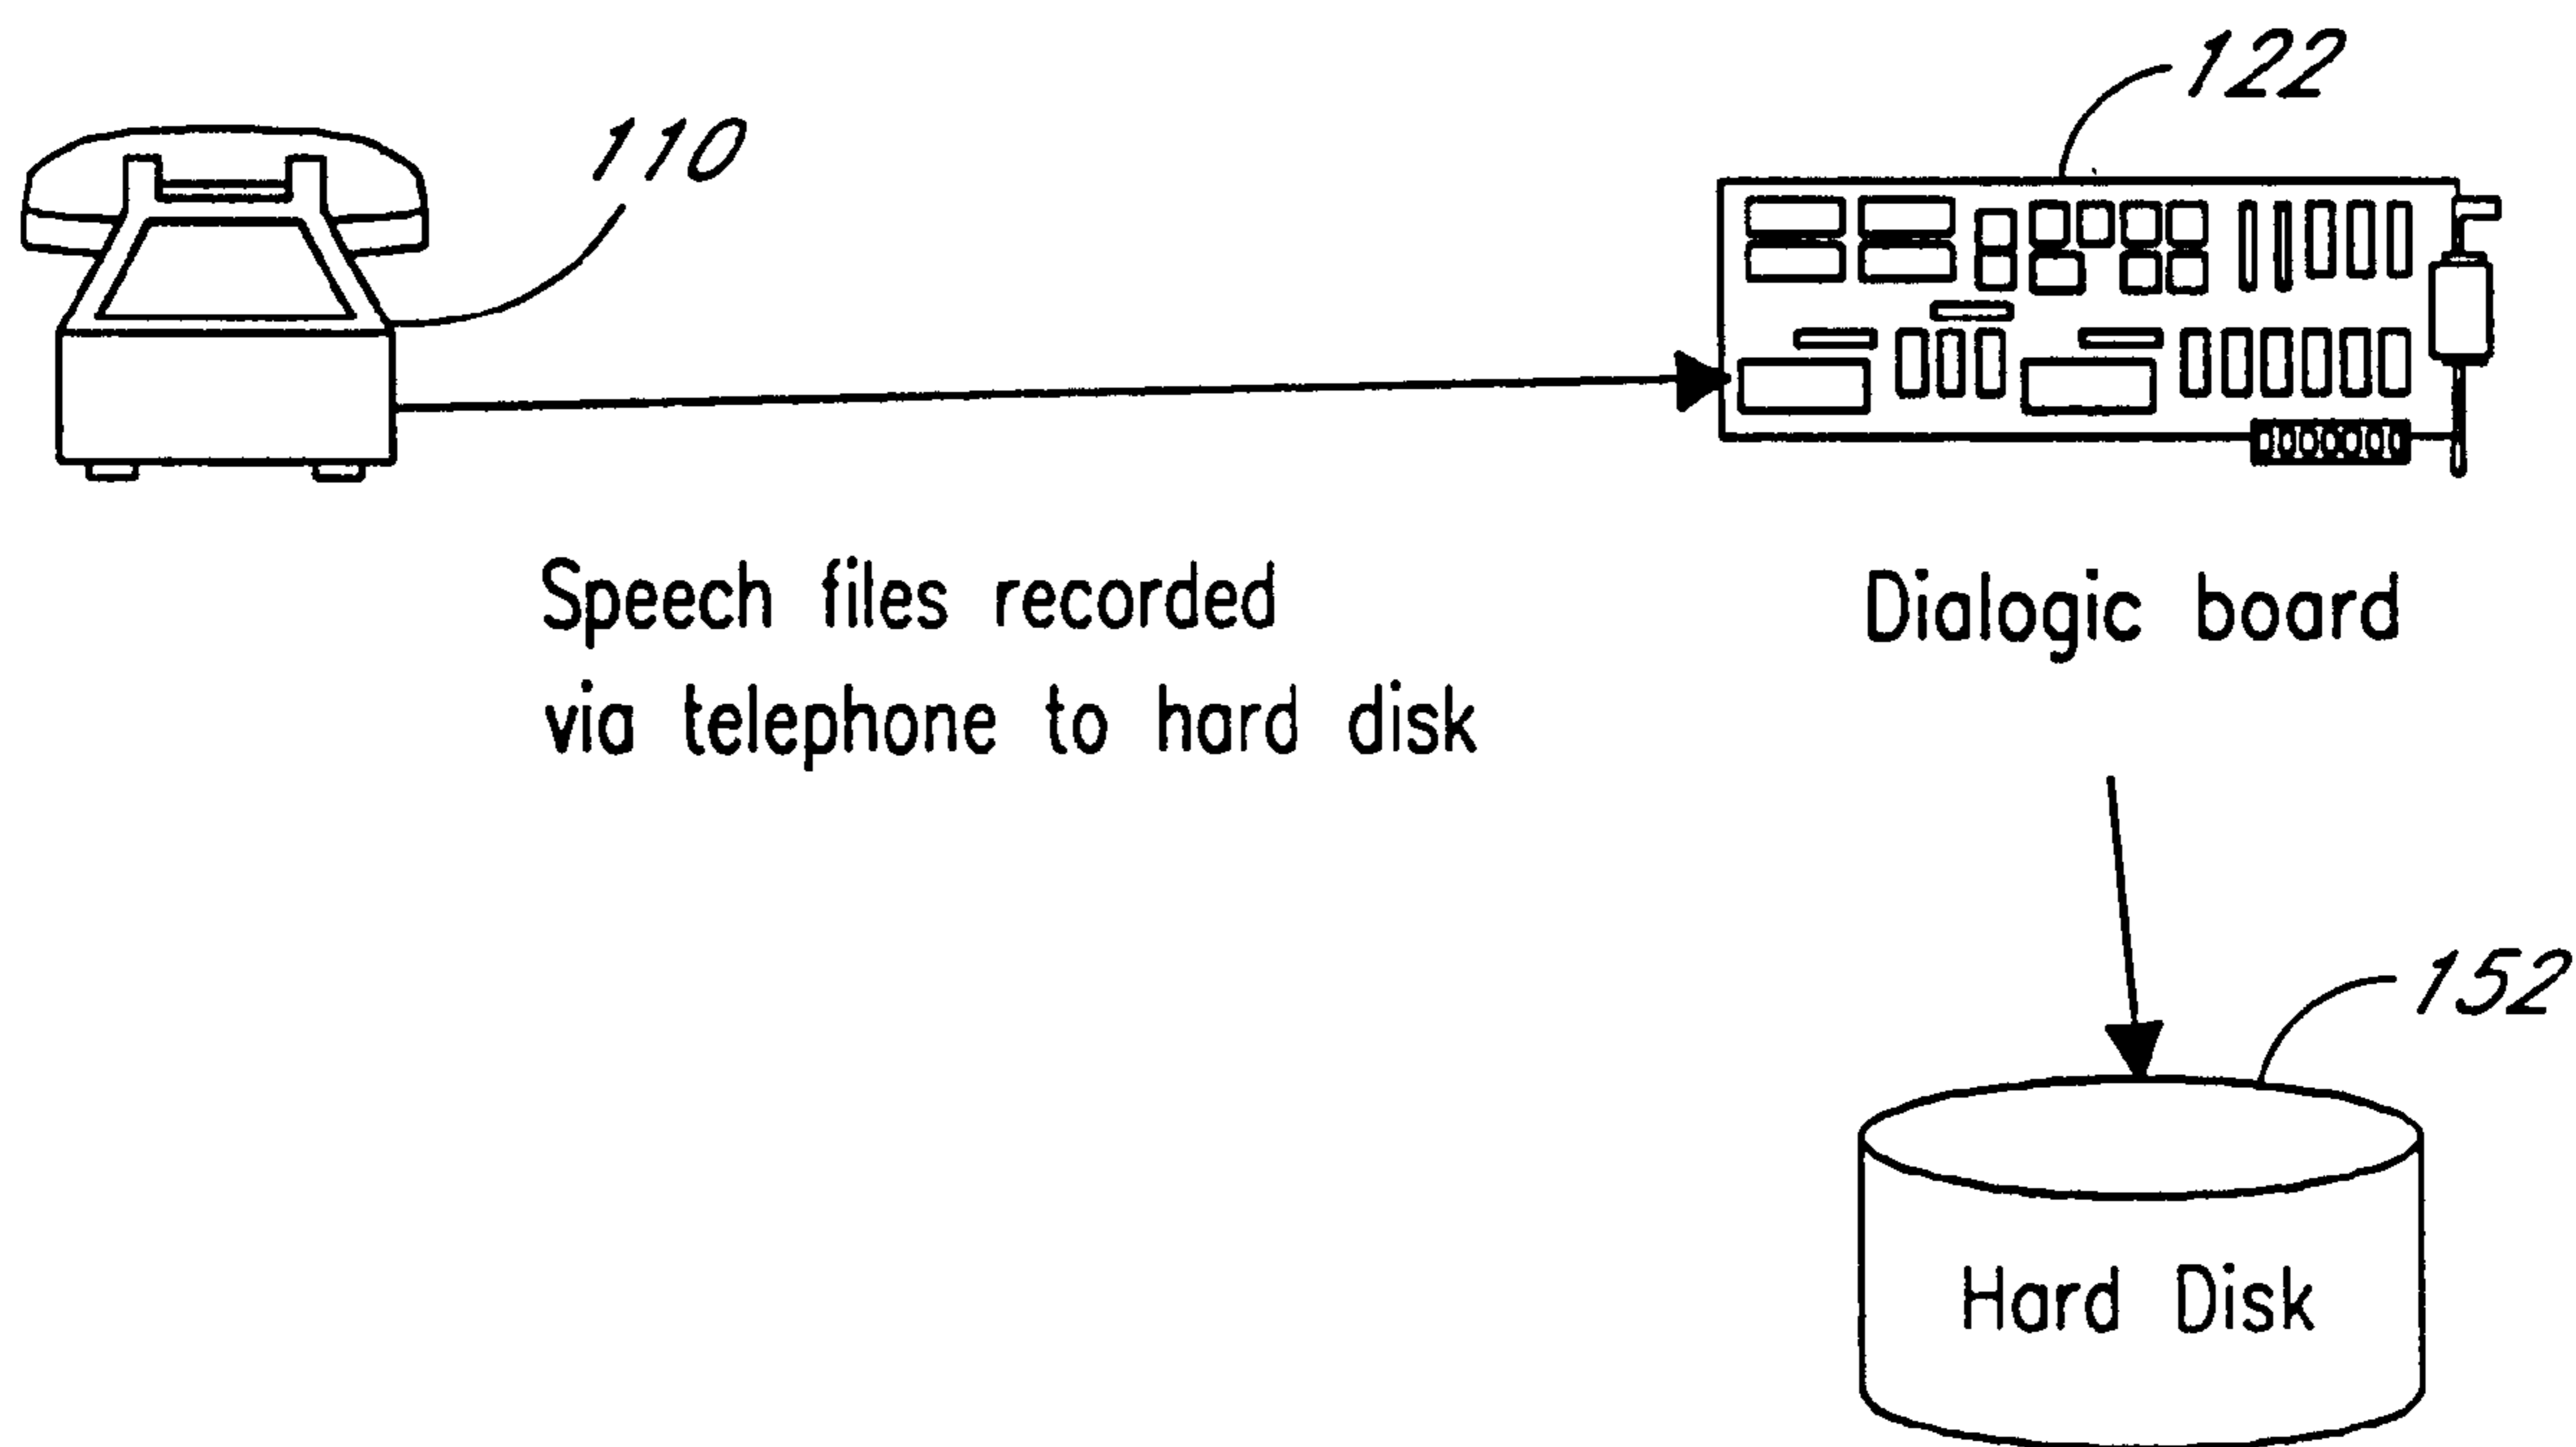 122
110
Speech files recorded
via telephone to hard disk
Dialogic board
152
Hard Disk